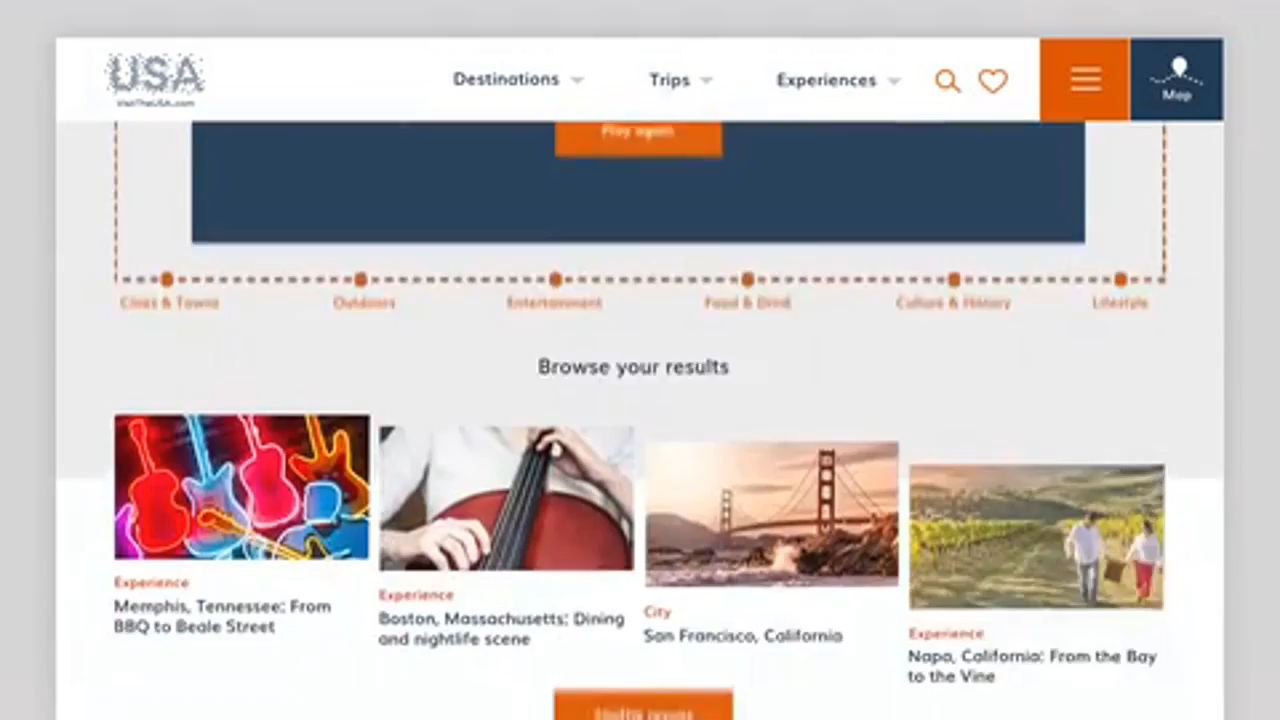 USA
VisitTheUSA.com
Destinations
Trips
Experiences
Map
Play again
Cities & Towns
Outdoors
Entertainment
Food & Drink
Culture & History
Lifestyle
Browse your results
Experience
Memphis, Tennessee: From
BBQ to Beale Street
Experience
Boston, Massachusetts: Dining
and nightlife scene
City
San Francisco, California
Experience
Napa, California: From the Bay
to the Vine